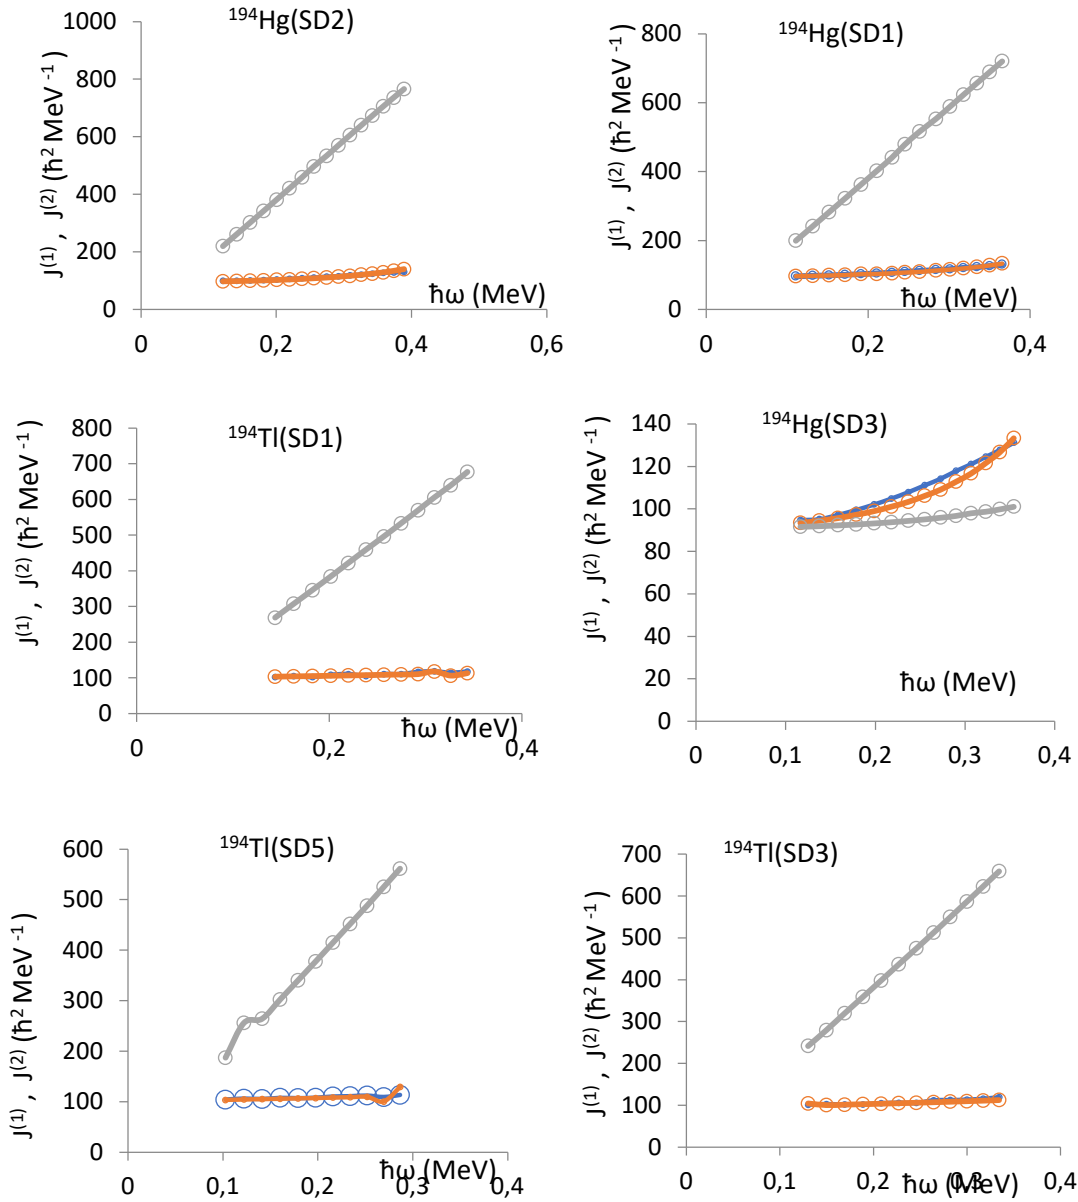 ¹⁹⁴Hg(SD2)
J⁽¹⁾ , J⁽²⁾ (ħ² MeV ⁻¹)
1000
800
600
400
200
0
0 0,2 0,4 0,6
ħω (MeV)
¹⁹⁴Hg(SD1)
J⁽¹⁾ , J⁽²⁾ (ħ² MeV ⁻¹)
800
600
400
200
0
0 0,2 0,4
ħω (MeV)
¹⁹⁴Tl(SD1)
J⁽¹⁾ , J⁽²⁾ (ħ² MeV ⁻¹)
800
700
600
500
400
300
200
100
0
0 0,2 0,4
ħω (MeV)
¹⁹⁴Hg(SD3)
J⁽¹⁾ , J⁽²⁾ (ħ² MeV ⁻¹)
140
120
100
80
60
40
20
0
0 0,1 0,2 0,3 0,4
ħω (MeV)
¹⁹⁴Tl(SD5)
J⁽¹⁾ , J⁽²⁾ (ħ² MeV ⁻¹)
600
500
400
300
200
100
0
0 0,1 0,2 0,3 0,4
ħω (MeV)
¹⁹⁴Tl(SD3)
J⁽¹⁾ , J⁽²⁾ (ħ² MeV ⁻¹)
700
600
500
400
300
200
100
0
0 0,1 0,2 0,3 0,4
ħω (MeV)